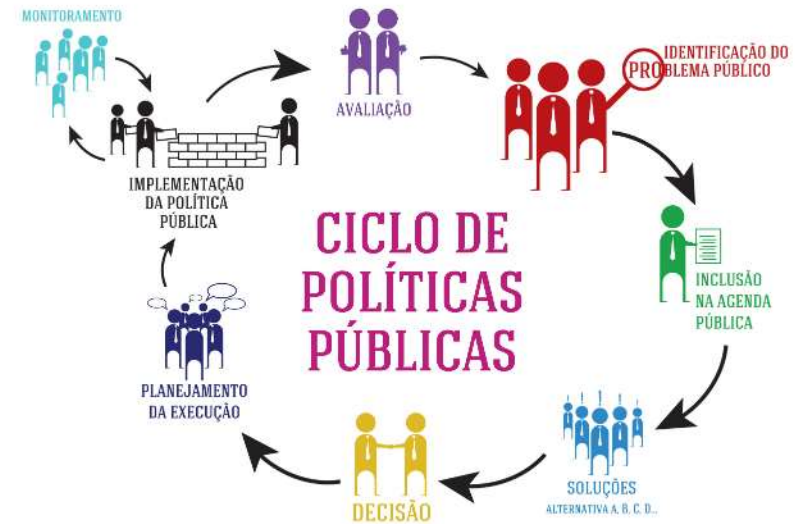 MONITORAMENTO
AVALIAÇÃO
PROBLEMA PÚBLICO
IDENTIFICAÇÃO DO
IMPLEMENTAÇÃO
DA POLÍTICA
PÚBLICA
CICLO DE
POLÍTICAS
PÚBLICAS
INCLUSÃO
NA AGENDA
PÚBLICA
PLANEJAMENTO
DA EXECUÇÃO
DECISÃO
SOLUÇÕES
ALTERNATIVA A, B, C, D...